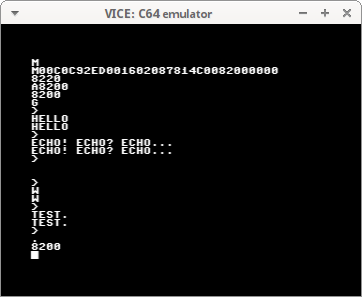 VICE: C64 emulator
M
M00C0C92ED001602087814C0082000000
8220
A8200
8200
G
>
HELLO
HELLO
>
ECHO! ECHO? ECHO...
ECHO! ECHO? ECHO...
>
>
W
W
>
TEST.
TEST.
>
.
8200